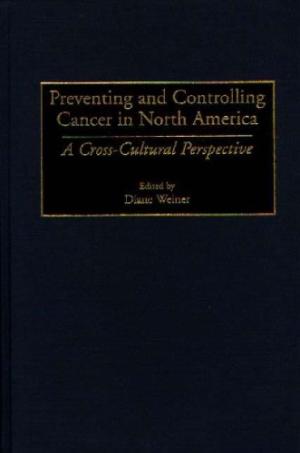 Preventing and Controlling
Cancer in North America
A Cross-Cultural Perspective
Edited by
Diane Weiner